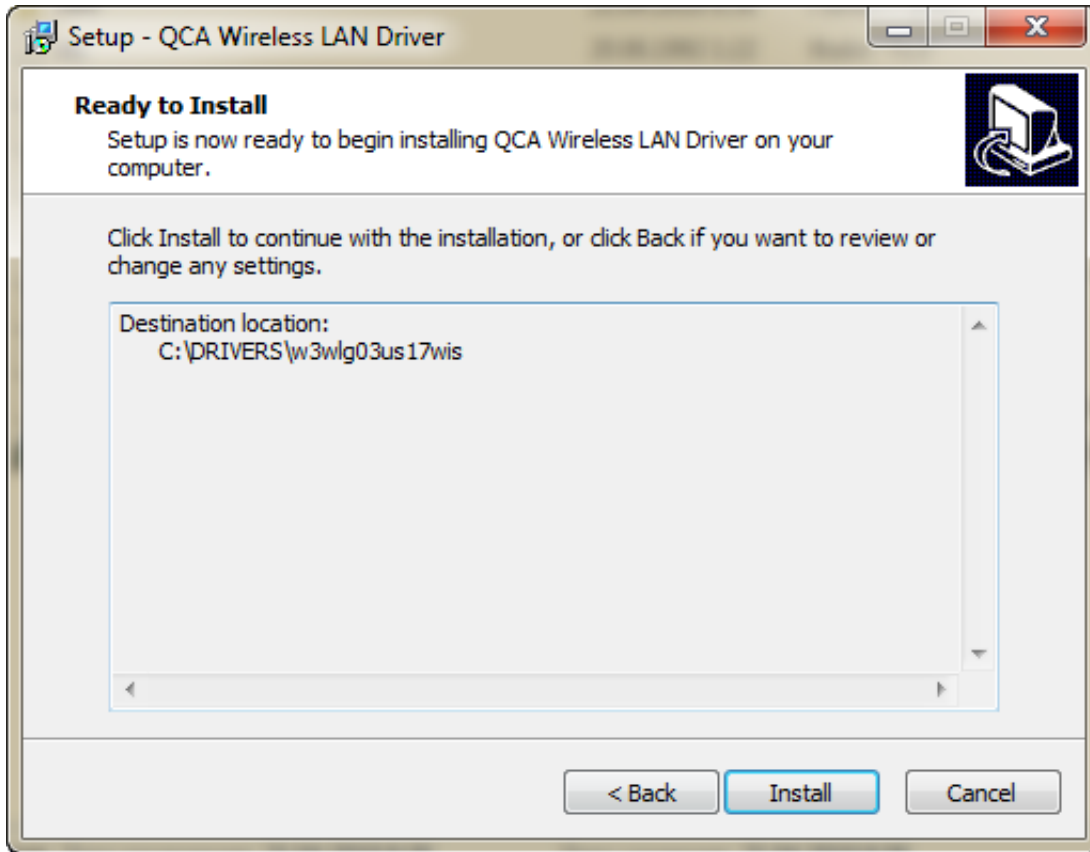 Setup - QCA Wireless LAN Driver
Ready to Install
Setup is now ready to begin installing QCA Wireless LAN Driver on your
computer.
Click Install to continue with the installation, or click Back if you want to review or
change any settings.
Destination location:
C:\DRIVERS\w3wlg03us17wis
< Back
Install
Cancel